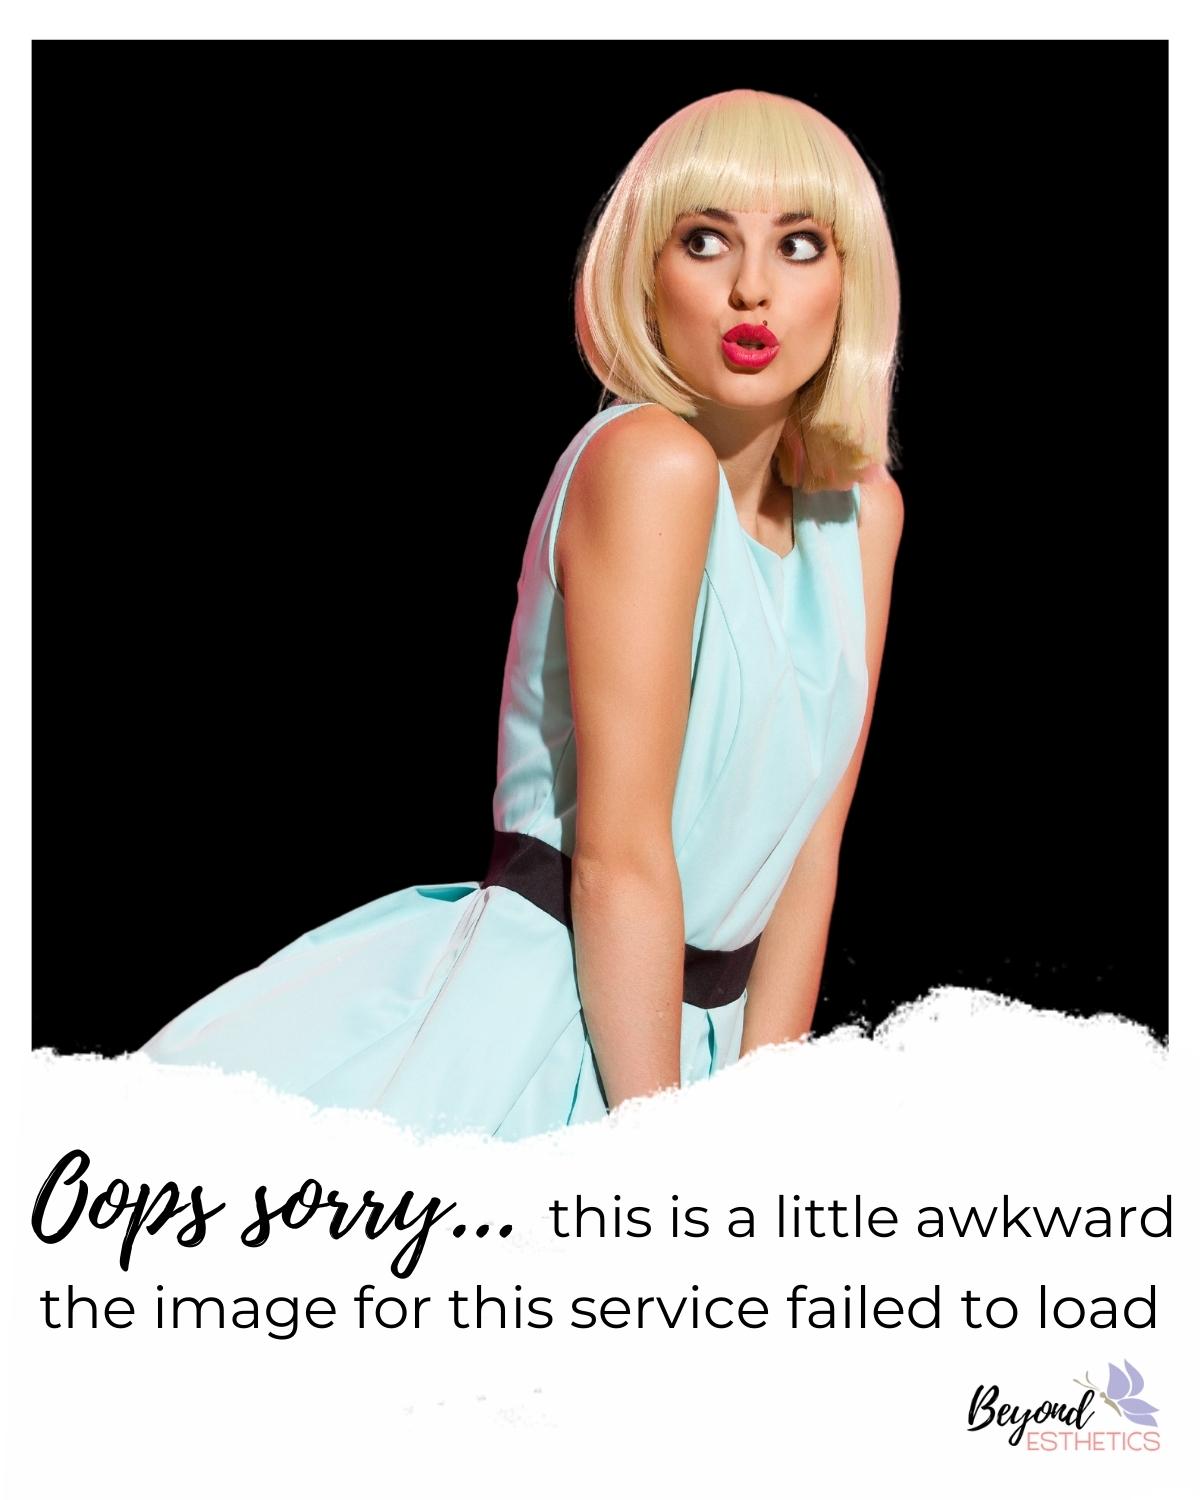 Oops sorry... this is a little awkward
the image for this service failed to load
Beyond
ESTHETICS